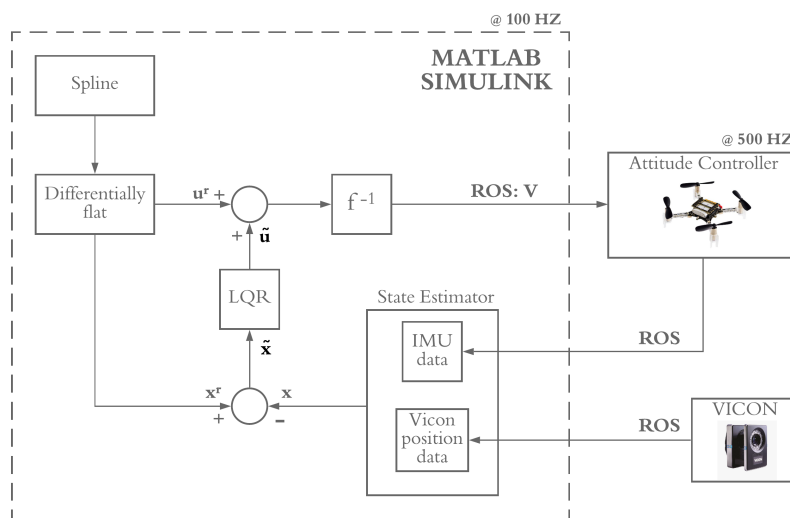 @ 100 HZ
MATLAB
SIMULINK
Spline
@ 500 HZ
Attitude Controller
Differentially
flat
uʳ +
f -1
ROS: V
+ ũ
LQR
State Estimator
IMU
data
ROS
x̃
xʳ
+
x
-
Vicon
position
data
ROS
VICON